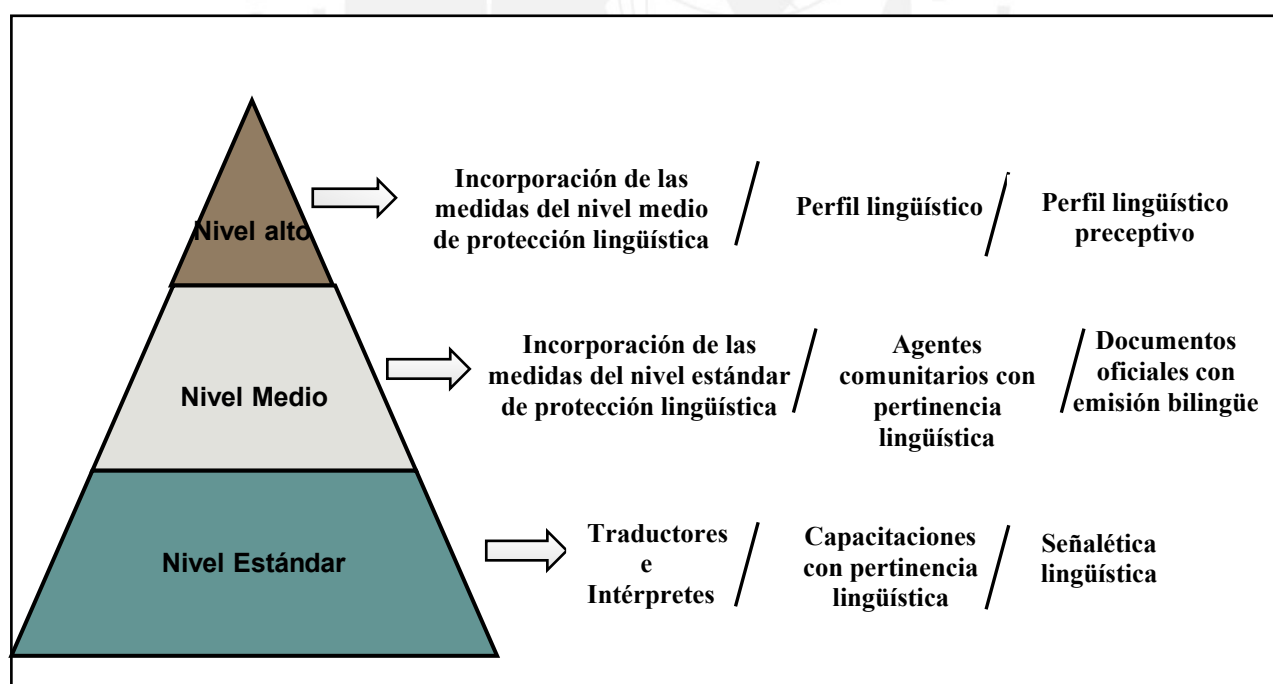 Nivel alto
Incorporación de las
medidas del nivel medio
de protección lingüística
Perfil lingüístico
Perfil lingüístico
preceptivo
Nivel Medio
Incorporación de las
medidas del nivel estándar
de protección lingüística
Agentes
comunitarios con
pertinencia
lingüística
Documentos
oficiales con
emisión bilingüe
Nivel Estándar
Traductores
e
Intérpretes
Capacitaciones
con pertinencia
lingüística
Señalética
lingüística